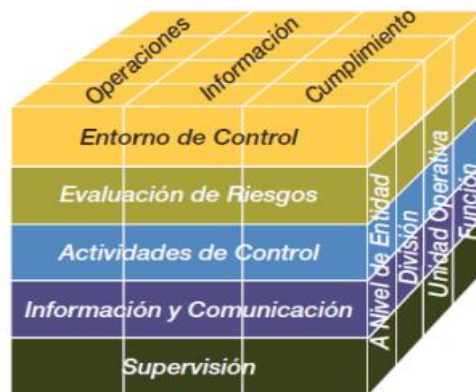 Operaciones
Información
Cumplimiento
Entorno de Control
Evaluación de Riesgos
Actividades de Control
Información y Comunicación
Supervisión
A Nivel de Entidad
División
Unidad Operativa
Función